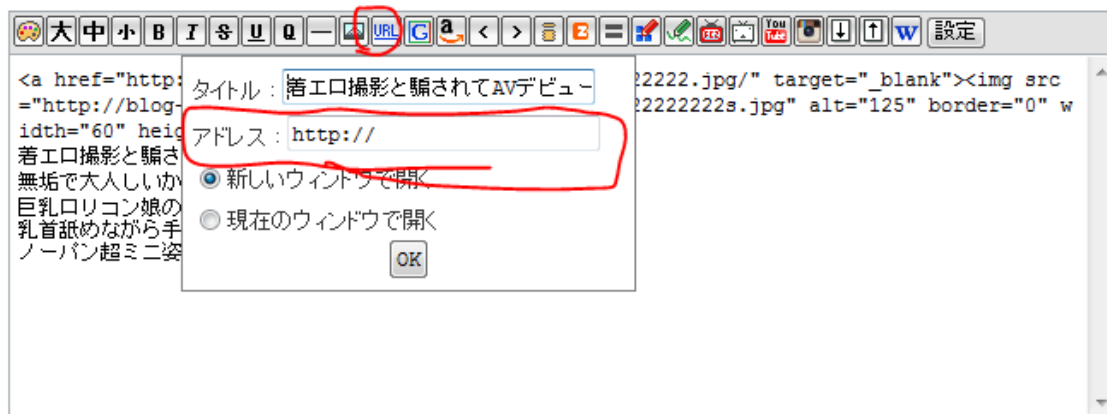 大 中 小 B I S U Q URL G a < > E You Tube W 設定
<a href="http: 22222.jpg/" target="_blank"><img src
="http://blog- 22222222s.jpg" alt="125" border="0" w
idth="60" heig
タイトル : 着エロ撮影と騙されてAVデビュー
アドレス : http://
着エロ撮影と騙さ
無垢で大人しいか
新しいウィンドウで開く
巨乳ロリコン娘の
現在のウィンドウで開く
乳首舐めながら手
ノーパン超ミニ姿
OK